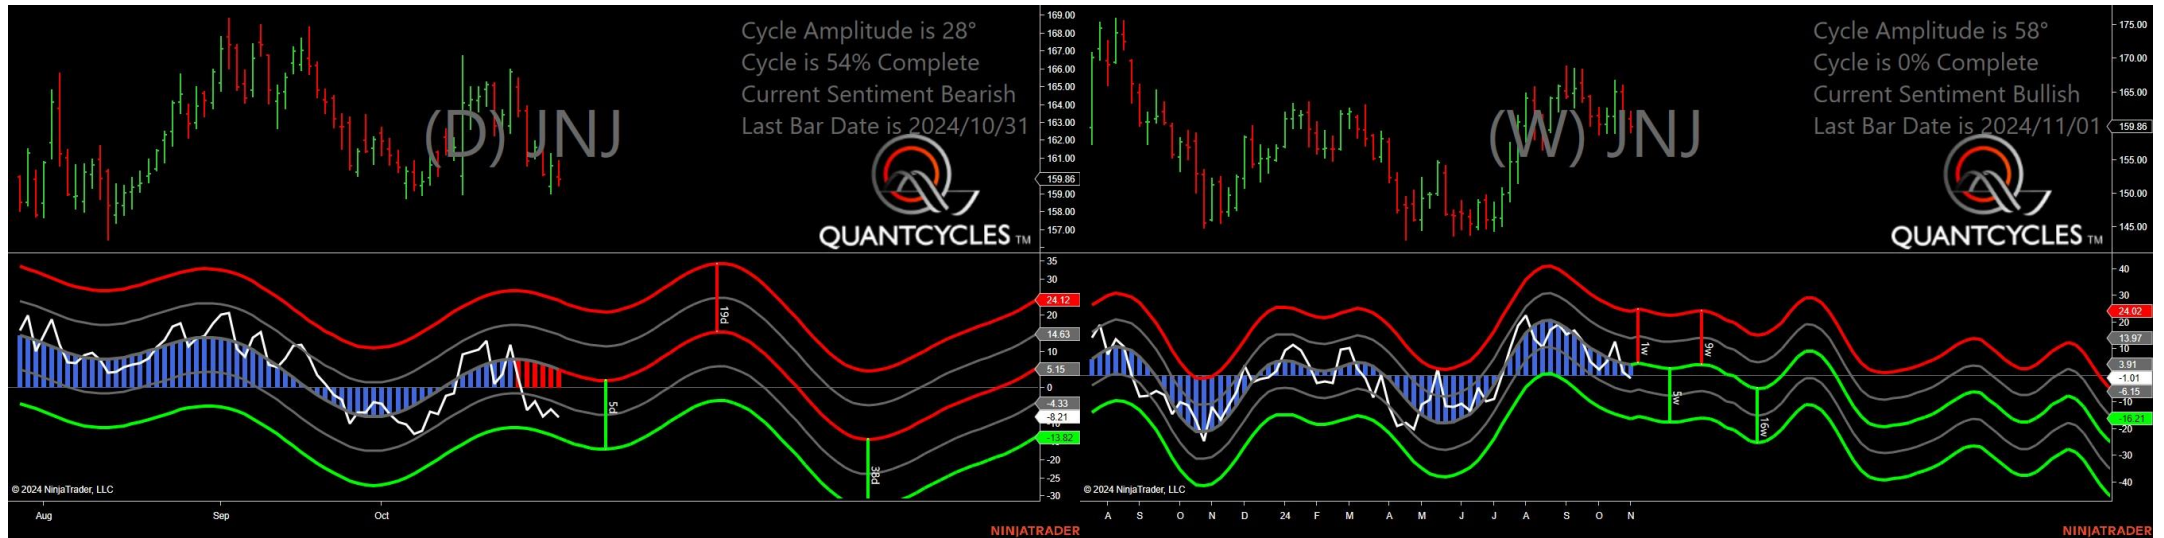 Cycle Amplitude is 28°
Cycle is 54% Complete
Current Sentiment Bearish
Last Bar Date is 2024/10/31
(D) JNJ
QUANTCYCLES TM
169.00
168.00
167.00
166.00
165.00
164.00
163.00
162.00
161.00
159.86
159.00
158.00
157.00
35
30
24.12
20
14.63
10
5.15
0
-4.33
-8.21
-13.82
-20
-25
-30
19d
5d
38d
© 2024 NinjaTrader, LLC
Aug Sep Oct
NINJATRADER
Cycle Amplitude is 58°
Cycle is 0% Complete
Current Sentiment Bullish
Last Bar Date is 2024/11/01
(W) JNJ
QUANTCYCLES TM
175.00
170.00
165.00
159.86
155.00
150.00
145.00
40
30
24.02
20
13.97
10
3.91
-1.01
-6.15
-10
-16.21
-20
-30
-40
1w
9w
5w
16w
© 2024 NinjaTrader, LLC
A S O N D 24 F M A M J J A S O N
NINJATRADER